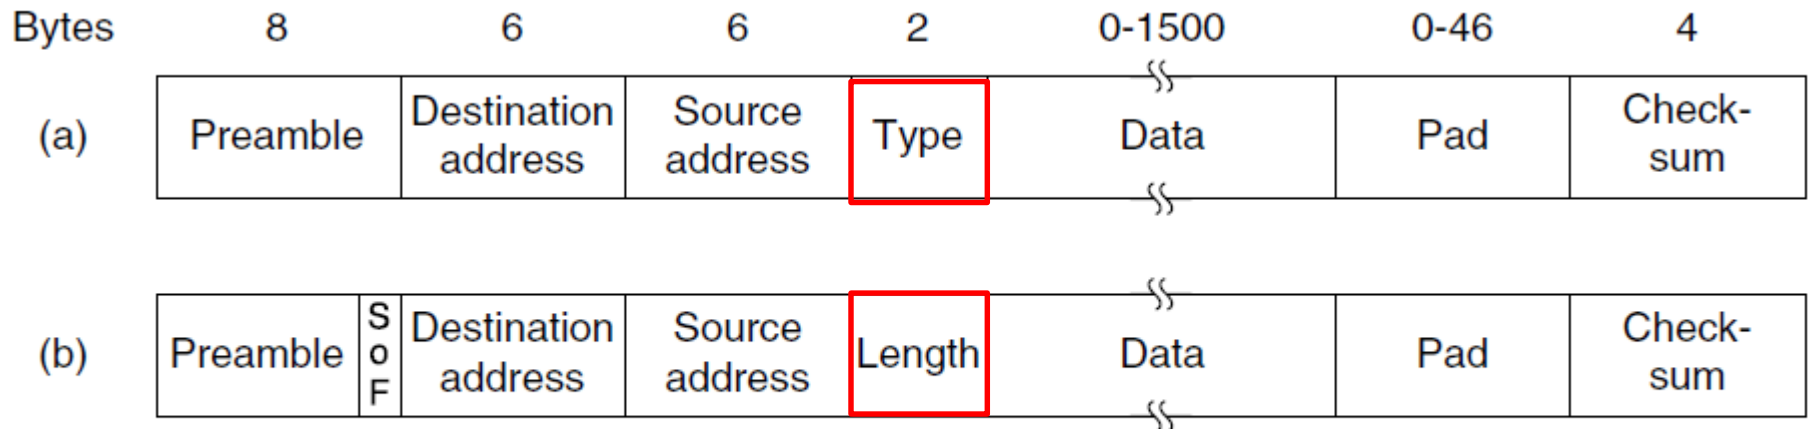 Bytes 8 6 6 2 0-1500 0-46 4
(a) Preamble Destination address Source address Type Data Pad Check-sum
(b) Preamble SoF Destination address Source address Length Data Pad Check-sum